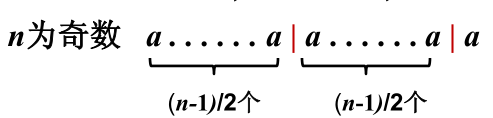 n为奇数 a......a|a......a|a
(n-1)/2个 (n-1)/2个